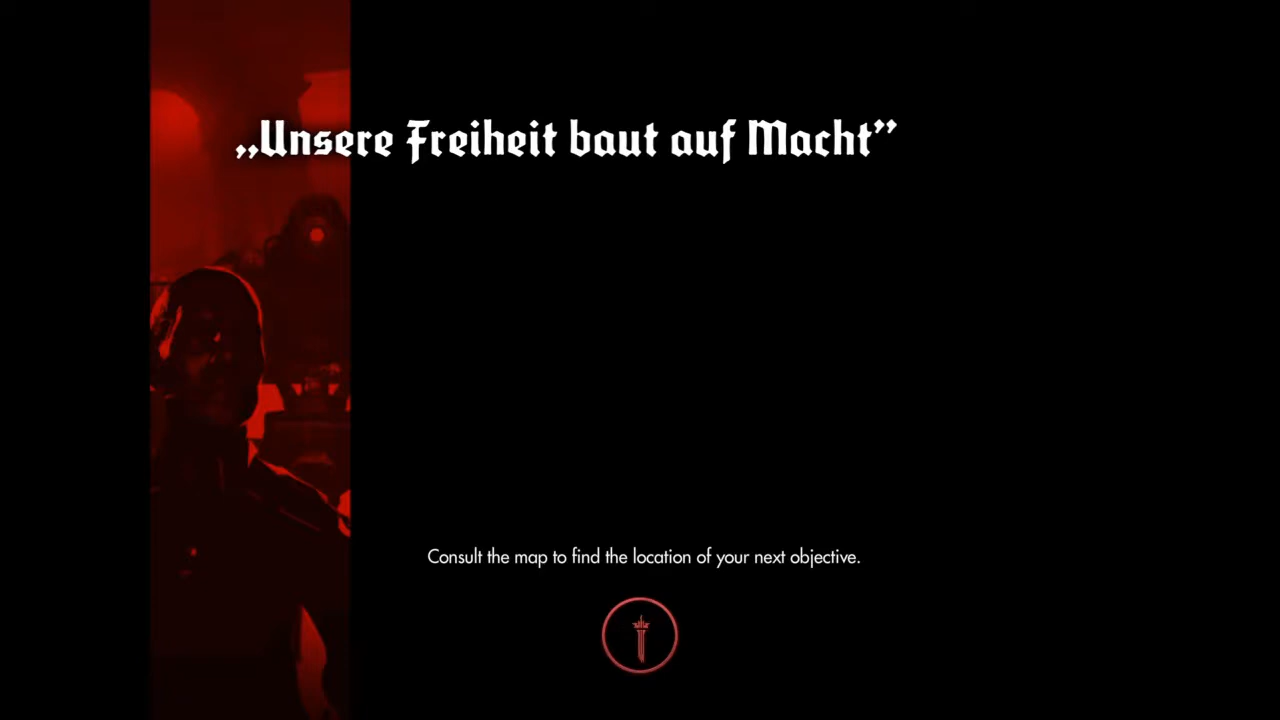 „Unsere Freiheit baut auf Macht”
Consult the map to find the location of your next objective.